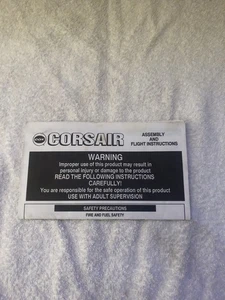 CORSAIR
ASSEMBLY
AND
FLIGHT INSTRUCTIONS
WARNING
Improper use of this product may result in
personal injury or damage to the product
READ THE FOLLOWING INSTRUCTIONS
CAREFULLY!
You are responsible for the safe operation of this product
USE WITH ADULT SUPERVISION
SAFETY PRECAUTIONS
FIRE AND FUEL SAFETY